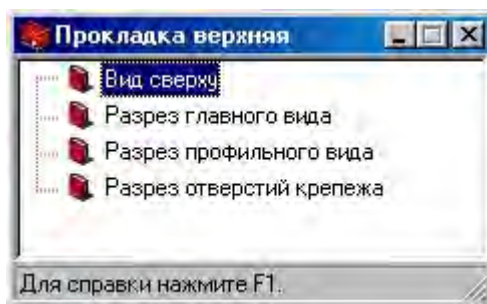 Прокладка верхняя
Вид сверху
Разрез главного вида
Разрез профильного вида
Разрез отверстий крепежа
Для справки нажмите F1.